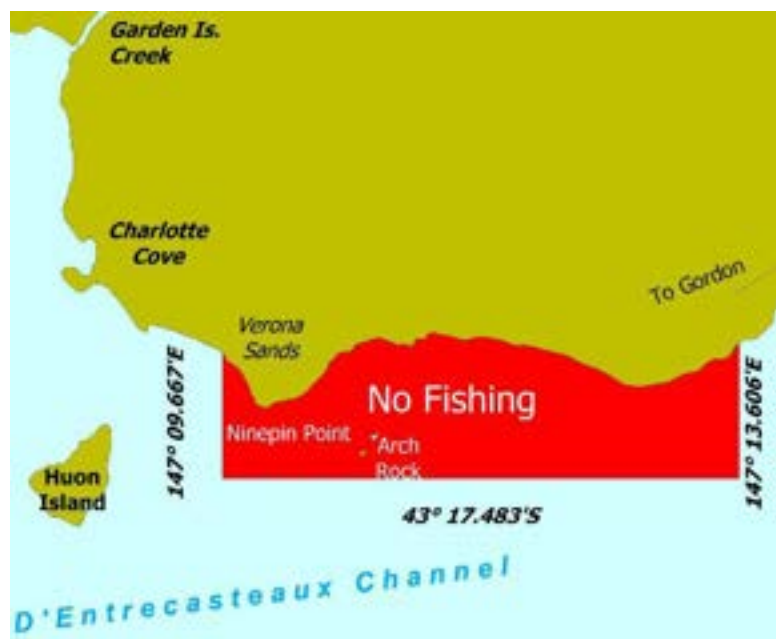 Garden Is.
Creek
Charlotte
Cove
To Gordon
Verona
Sands
147° 09.667'E
No Fishing
147° 13.606'E
Ninepin Point
Arch
Rock
Huon
Island
43° 17.483'S
D'Entrecasteaux Channel